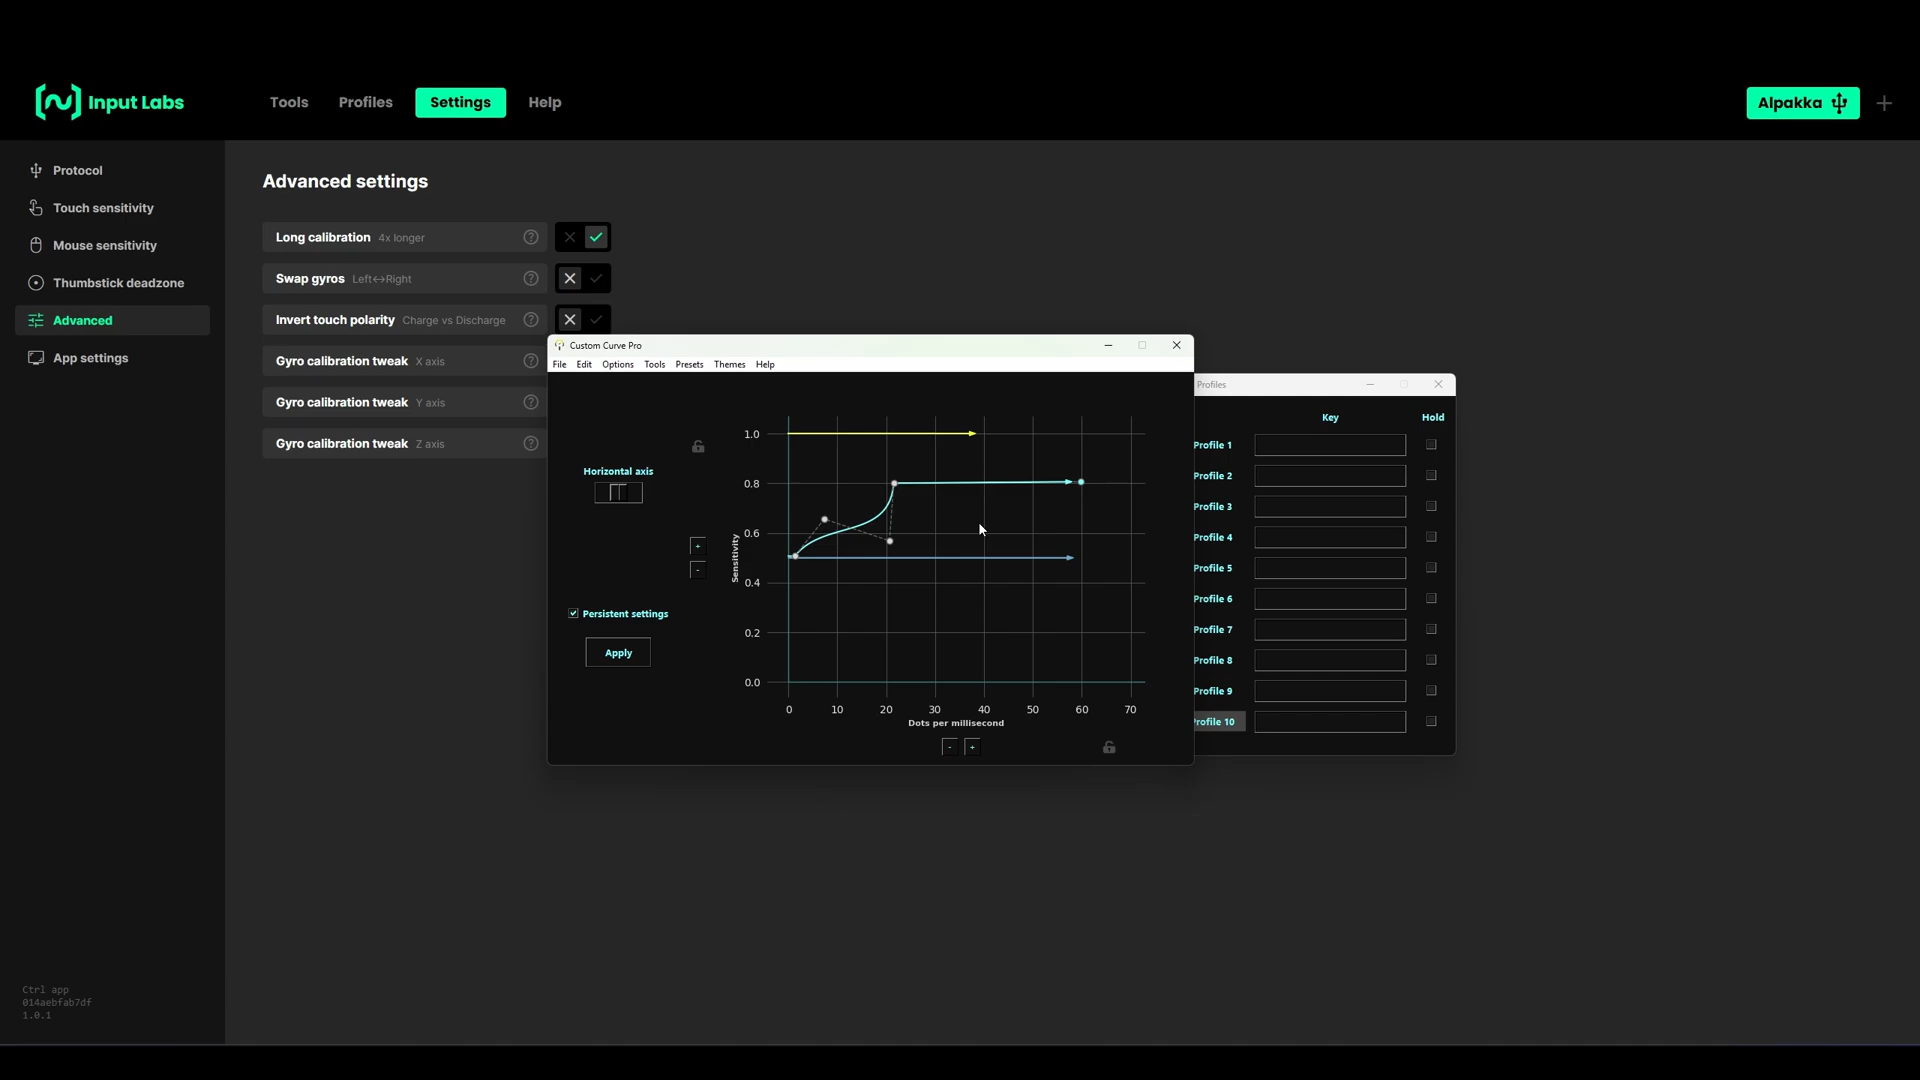 Input Labs
Tools
Profiles
Settings
Help
Alpakka
Protocol
Touch sensitivity
Mouse sensitivity
Thumbstick deadzone
Advanced
App settings
Advanced settings
Long calibration 4x longer
Swap gyros Left↔Right
Invert touch polarity Charge vs Discharge
Gyro calibration tweak X axis
Gyro calibration tweak Y axis
Gyro calibration tweak Z axis
Custom Curve Pro
File Edit Options Tools Presets Themes Help
Horizontal axis
+
-
Persistent settings
Apply
Sensitivity
1.0
0.8
0.6
0.4
0.2
0.0
0 10 20 30 40 50 60 70
Dots per millisecond
- +
Profiles
Key Hold
Profile 1
Profile 2
Profile 3
Profile 4
Profile 5
Profile 6
Profile 7
Profile 8
Profile 9
Profile 10
Ctrl app
014aebfab7df
1.0.1